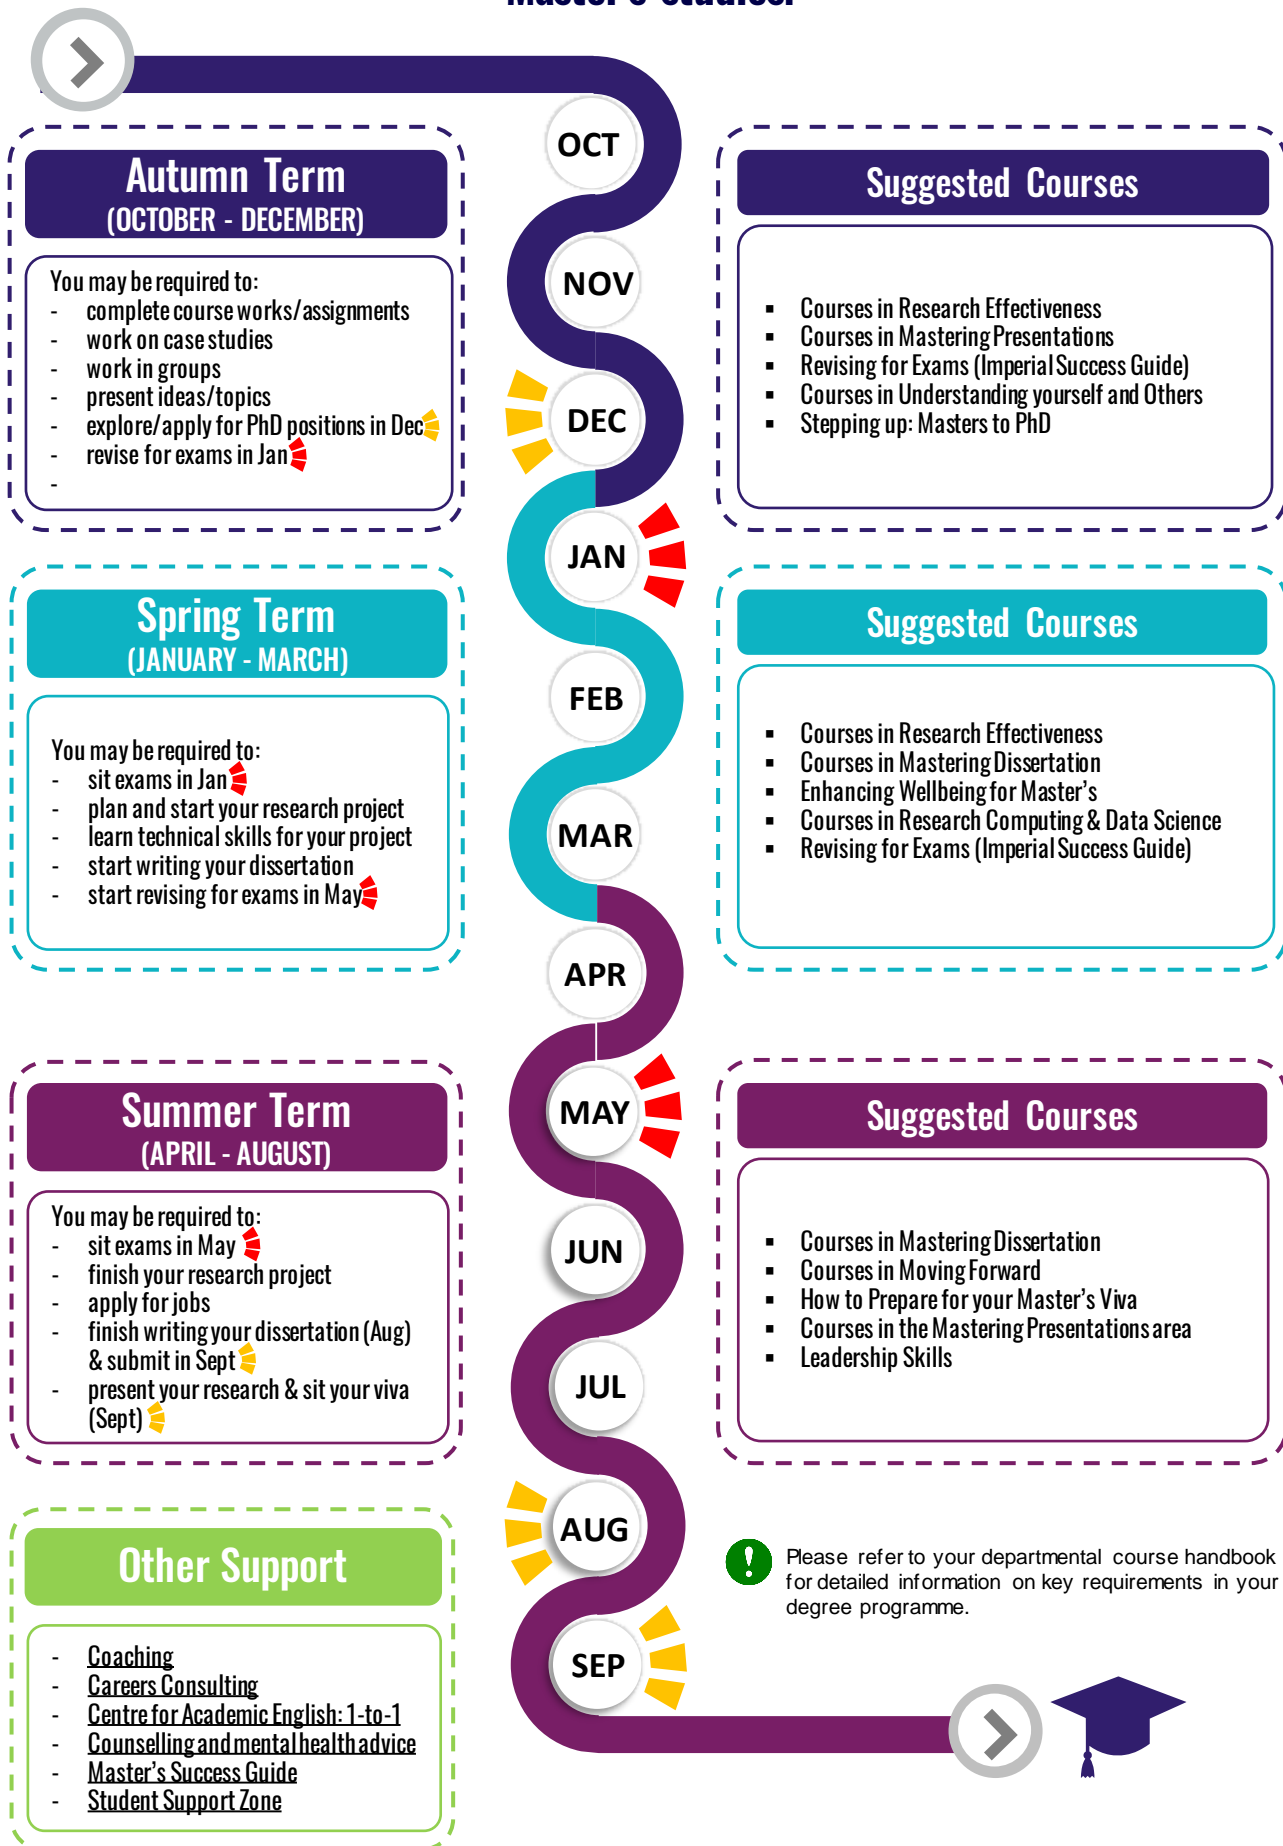 Master's studies.
Autumn Term
(OCTOBER - DECEMBER)
You may be required to:
- complete course works/assignments
- work on case studies
- work in groups
- present ideas/topics
- explore/apply for PhD positions in Dec
- revise for exams in Jan
-
Suggested Courses
▪ Courses in Research Effectiveness
▪ Courses in Mastering Presentations
▪ Revising for Exams (Imperial Success Guide)
▪ Courses in Understanding yourself and Others
▪ Stepping up: Masters to PhD
OCT
NOV
DEC
JAN
FEB
MAR
APR
MAY
JUN
JUL
AUG
SEP
Spring Term
(JANUARY - MARCH)
You may be required to:
- sit exams in Jan
- plan and start your research project
- learn technical skills for your project
- start writing your dissertation
- start revising for exams in May
Suggested Courses
▪ Courses in Research Effectiveness
▪ Courses in Mastering Dissertation
▪ Enhancing Wellbeing for Master's
▪ Courses in Research Computing & Data Science
▪ Revising for Exams (Imperial Success Guide)
Summer Term
(APRIL - AUGUST)
You may be required to:
- sit exams in May
- finish your research project
- apply for jobs
- finish writing your dissertation (Aug)
& submit in Sept
- present your research & sit your viva
(Sept)
Suggested Courses
▪ Courses in Mastering Dissertation
▪ Courses in Moving Forward
▪ How to Prepare for your Master's Viva
▪ Courses in the Mastering Presentations area
▪ Leadership Skills
Other Support
- Coaching
- Careers Consulting
- Centre for Academic English: 1-to-1
- Counselling and mental health advice
- Master's Success Guide
- Student Support Zone
!
Please refer to your departmental course handbook
for detailed information on key requirements in your
degree programme.